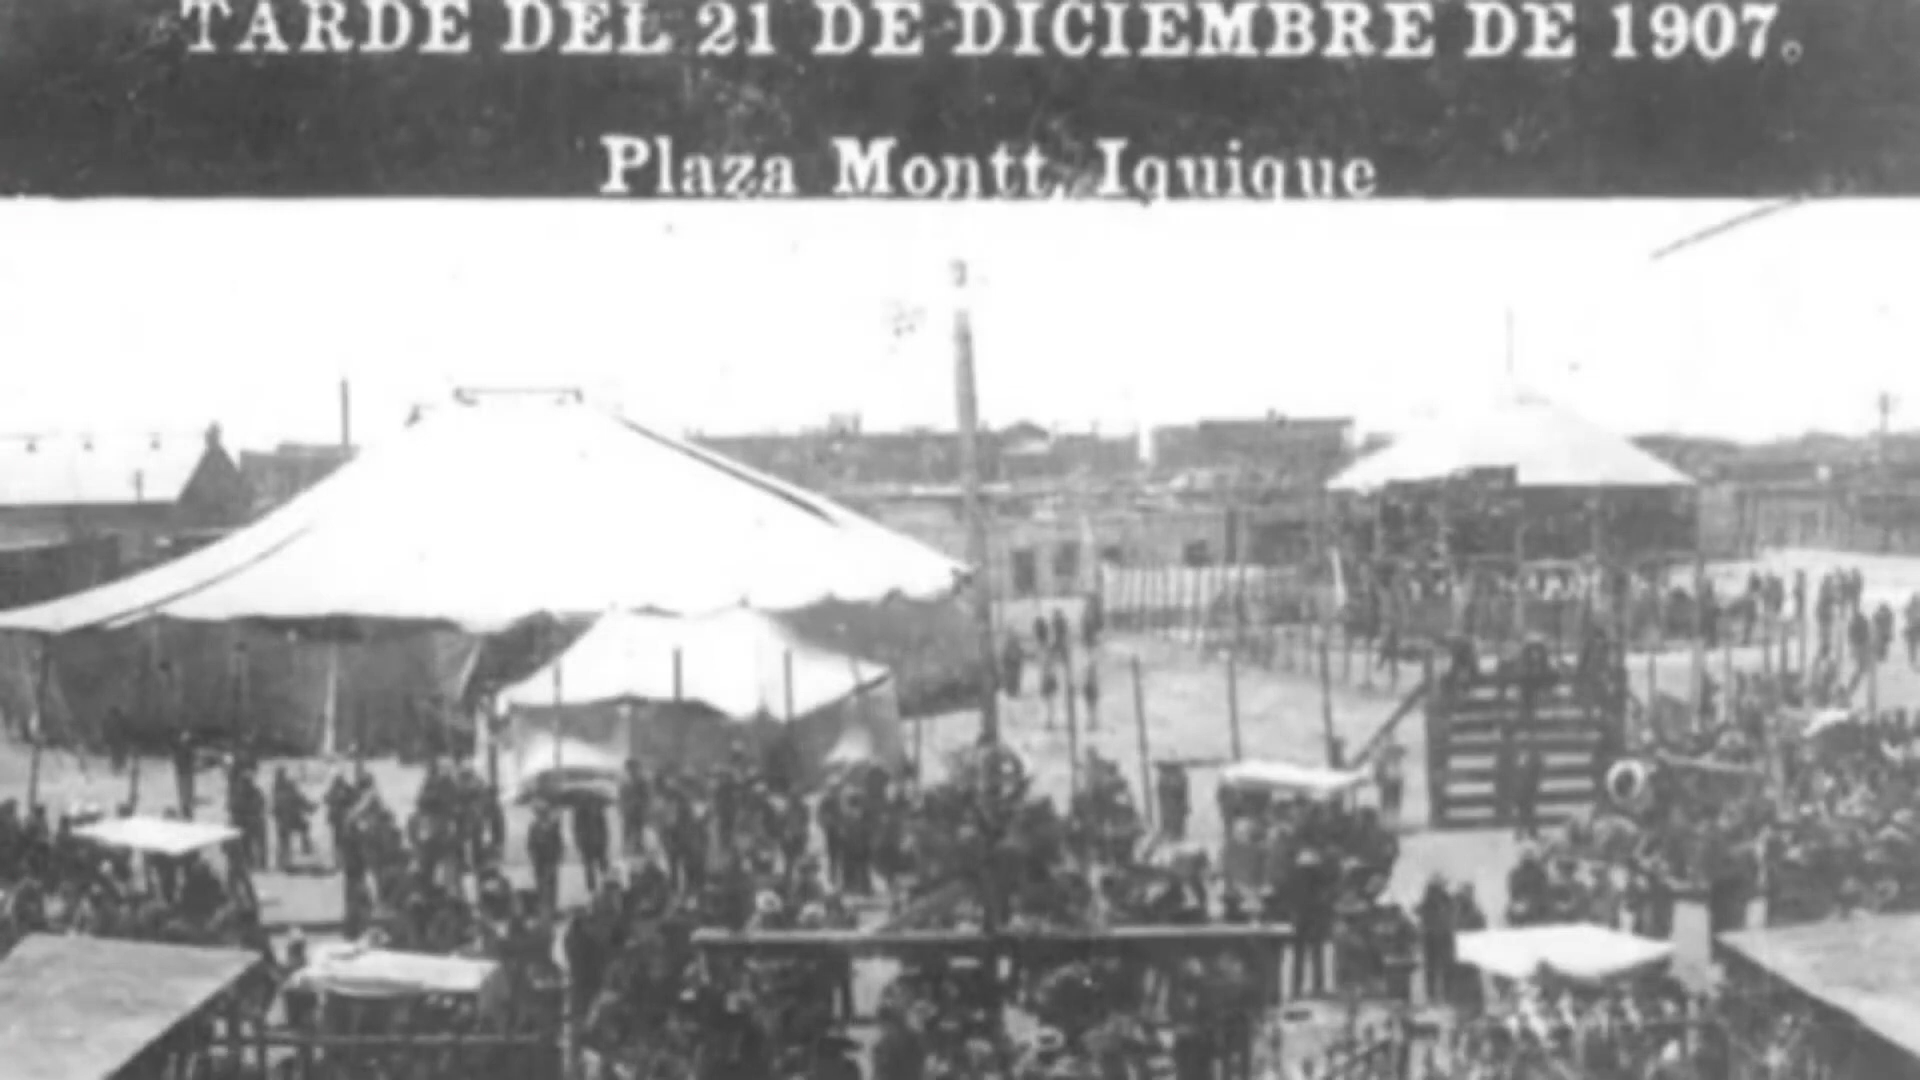 TARDE DEL 21 DE DICIEMBRE DE 1907.
Plaza Montt, Iquique